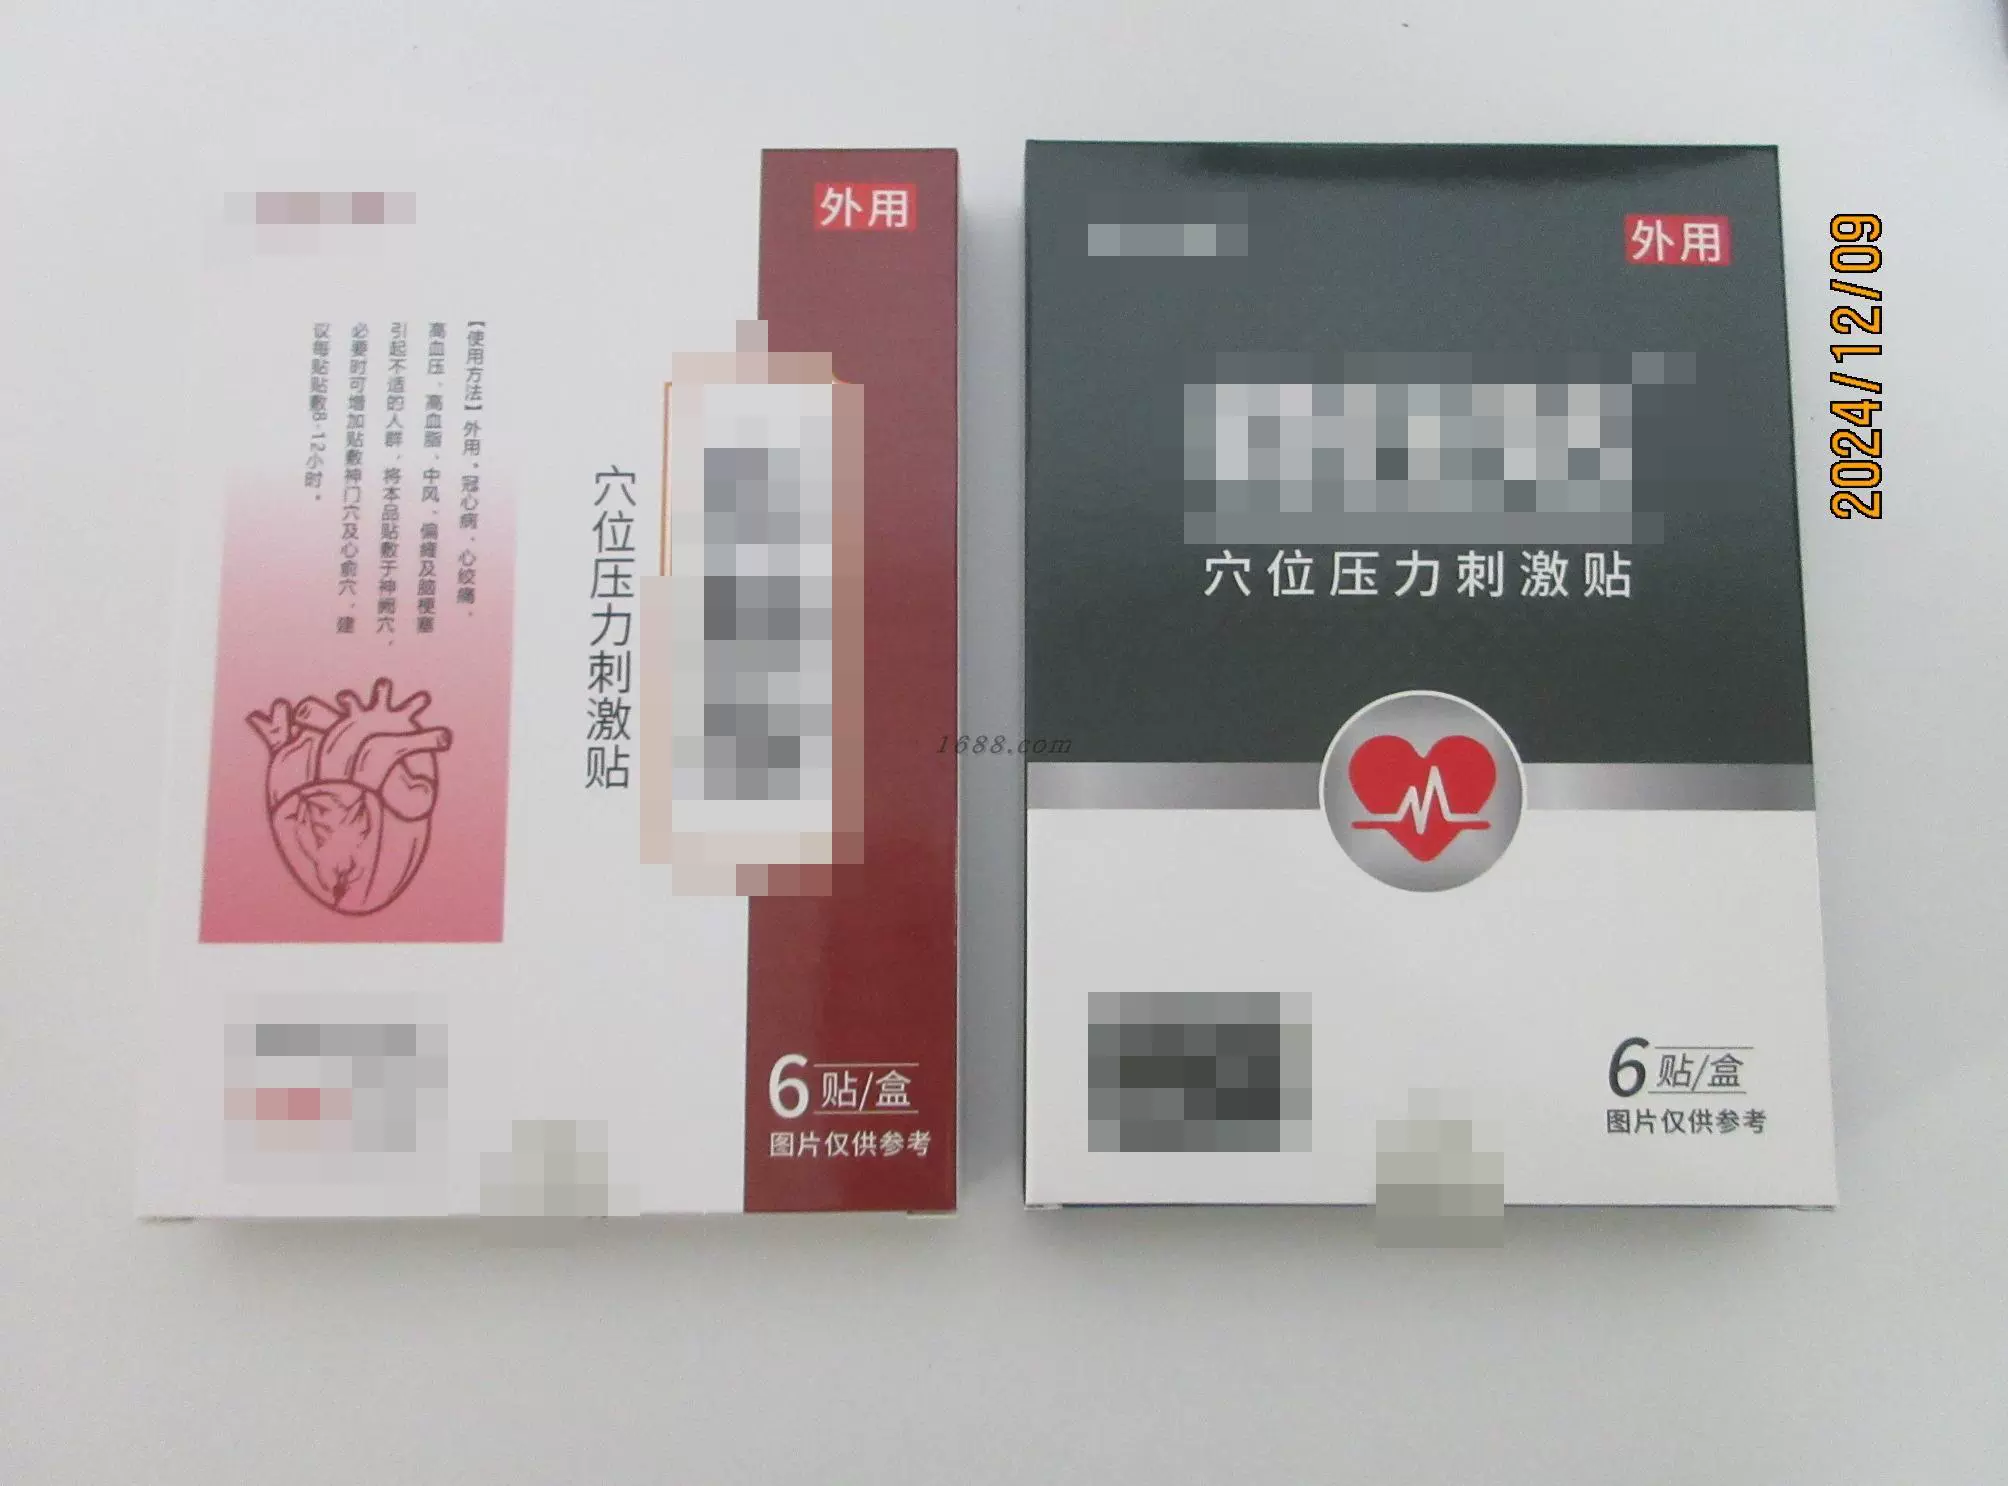 外用
【使用方法】外用。冠心病、心绞痛、
高血压、高血脂、中风、偏瘫及脑梗塞
引起不适的人群，将本品贴敷于神阙穴，
必要时可增加贴敷神门穴及心俞穴，建
议每贴贴敷8-12小时。
穴位压力刺激贴
6贴/盒
图片仅供参考
外用
穴位压力刺激贴
6贴/盒
图片仅供参考
1688.com
2024/12/09